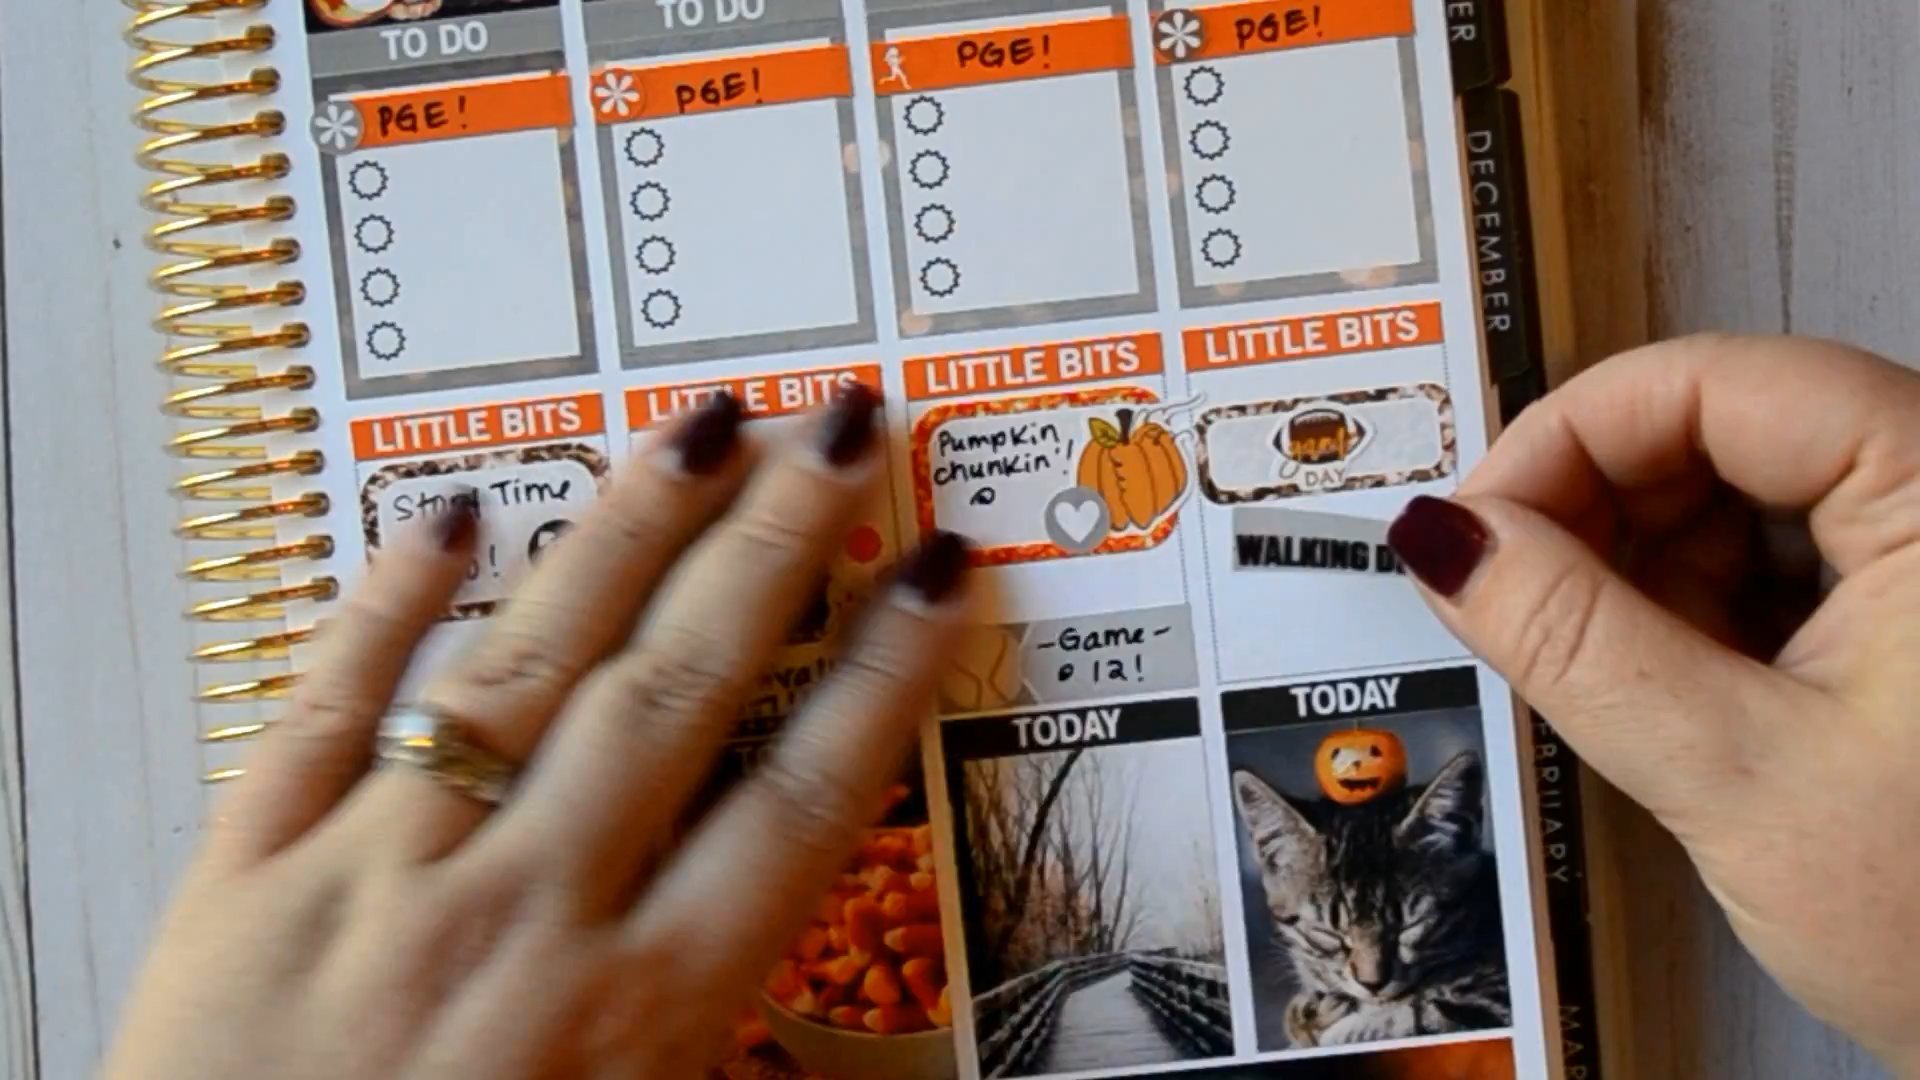 TO DO
TO DO
PGE!
PGE!
PGE!
PGE!
DECEMBER
LITTLE BITS
LITTLE BITS
LITTLE BITS
LITTLE BITS
Time
Pumpkin
chunkin'!
DAY
WALKING
-Game-
@ 12!
TODAY
TODAY